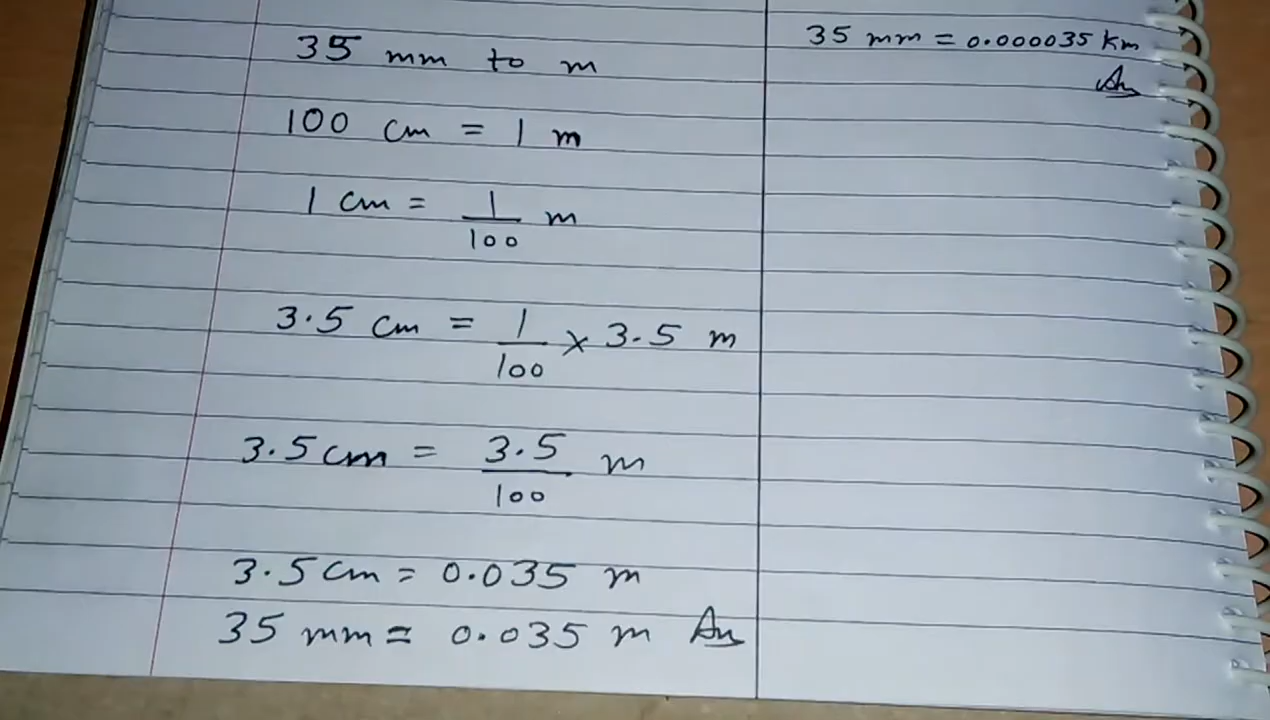 35 mm to m
100 cm = 1 m
1 cm = 1/100 m
3.5 cm = 1/100 × 3.5 m
3.5 cm = 3.5/100 m
3.5 cm = 0.035 m
35 mm = 0.035 m Ans
35 mm = 0.000035 km
Ans